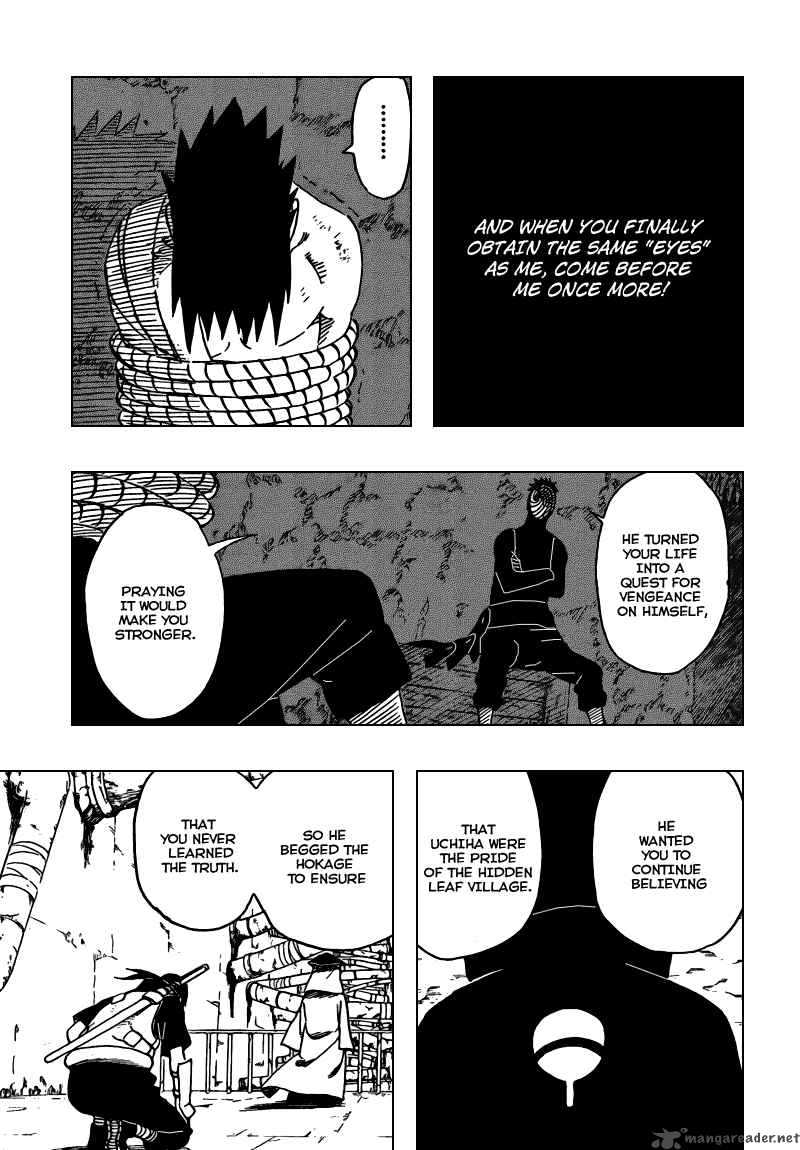 AND WHEN YOU FINALLY
OBTAIN THE SAME "EYES"
AS ME, COME BEFORE
ME ONCE MORE!
.........
HE TURNED
YOUR LIFE
INTO A
QUEST FOR
VENGEANCE
ON HIMSELF,
PRAYING
IT WOULD
MAKE YOU
STRONGER.
HE
WANTED
YOU TO
CONTINUE
BELIEVING
THAT
UCHIHA WERE
THE PRIDE
OF THE HIDDEN
LEAF VILLAGE.
SO HE
BEGGED THE
HOKAGE
TO ENSURE
THAT
YOU NEVER
LEARNED
THE TRUTH.
mangareader.net